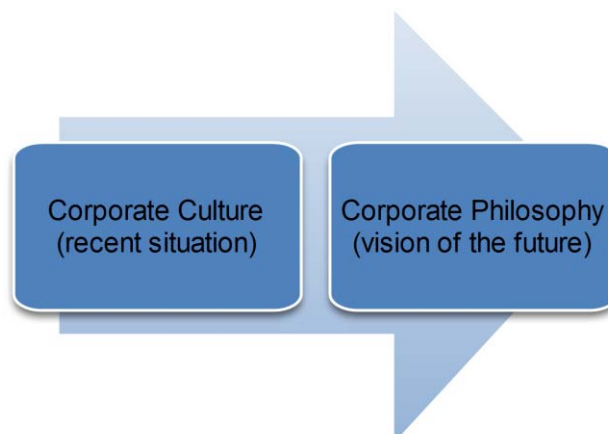 Corporate Culture
(recent situation)
Corporate Philosophy
(vision of the future)